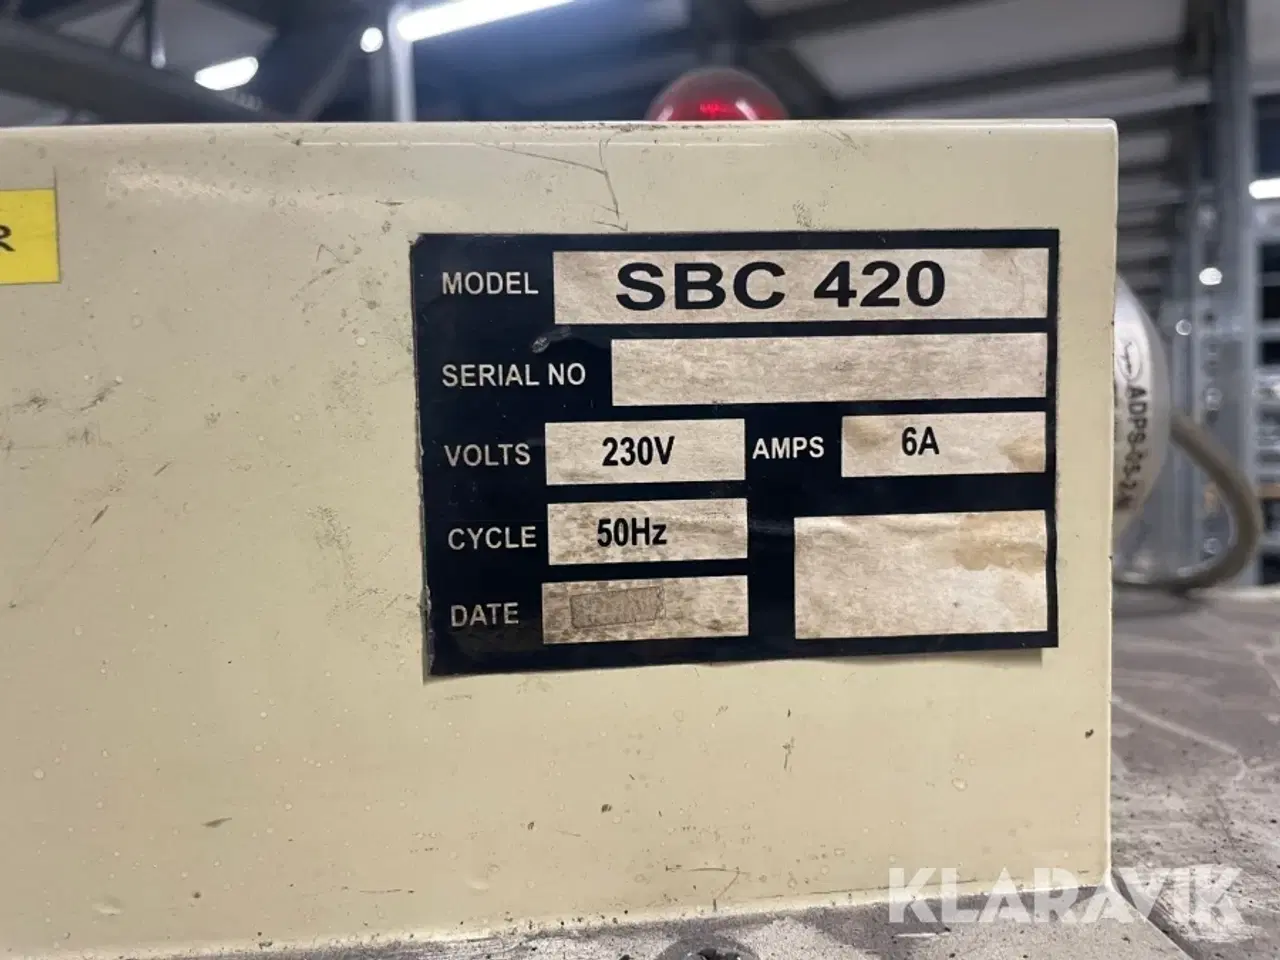 R
MODEL SBC 420
SERIAL NO
VOLTS 230V AMPS 6A
CYCLE 50Hz
DATE
KLARAVIK